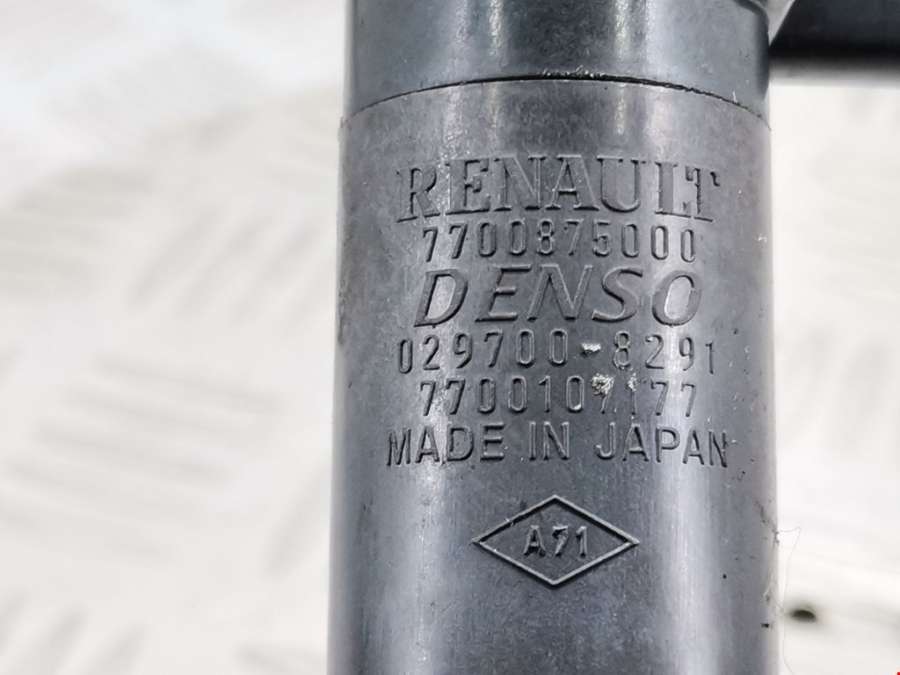 RENAULT
7700875000
DENSO
029700-8291
7700107177
MADE IN JAPAN
A71